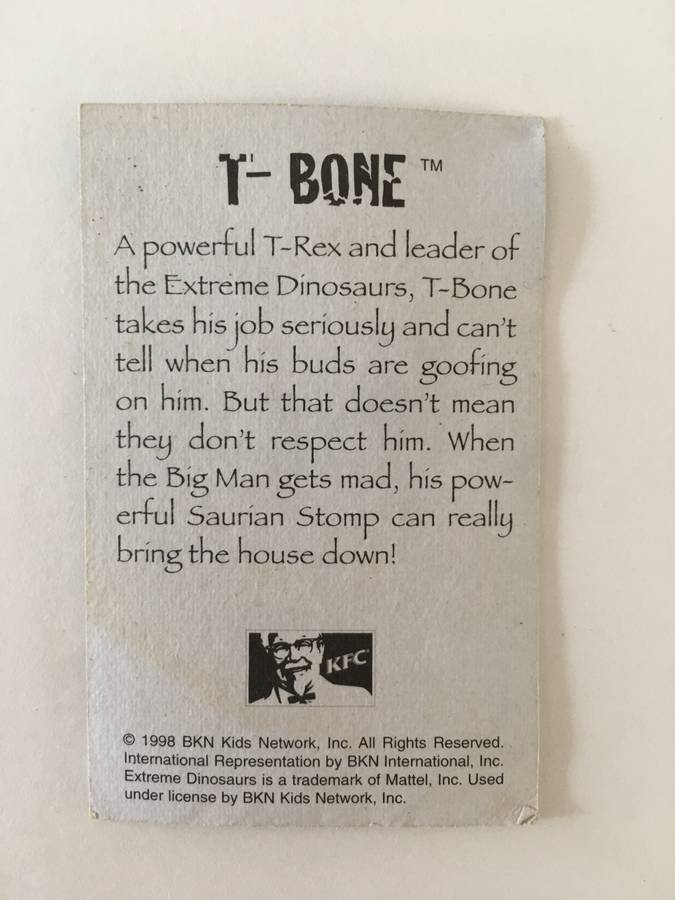 T- BONE ™
A powerful T-Rex and leader of
the Extreme Dinosaurs, T-Bone
takes his job seriously and can't
tell when his buds are goofing
on him. But that doesn't mean
they don't respect him. When
the Big Man gets mad, his pow-
erful Saurian Stomp can really
bring the house down!
KFC
© 1998 BKN Kids Network, Inc. All Rights Reserved.
International Representation by BKN International, Inc.
Extreme Dinosaurs is a trademark of Mattel, Inc. Used
under license by BKN Kids Network, Inc.